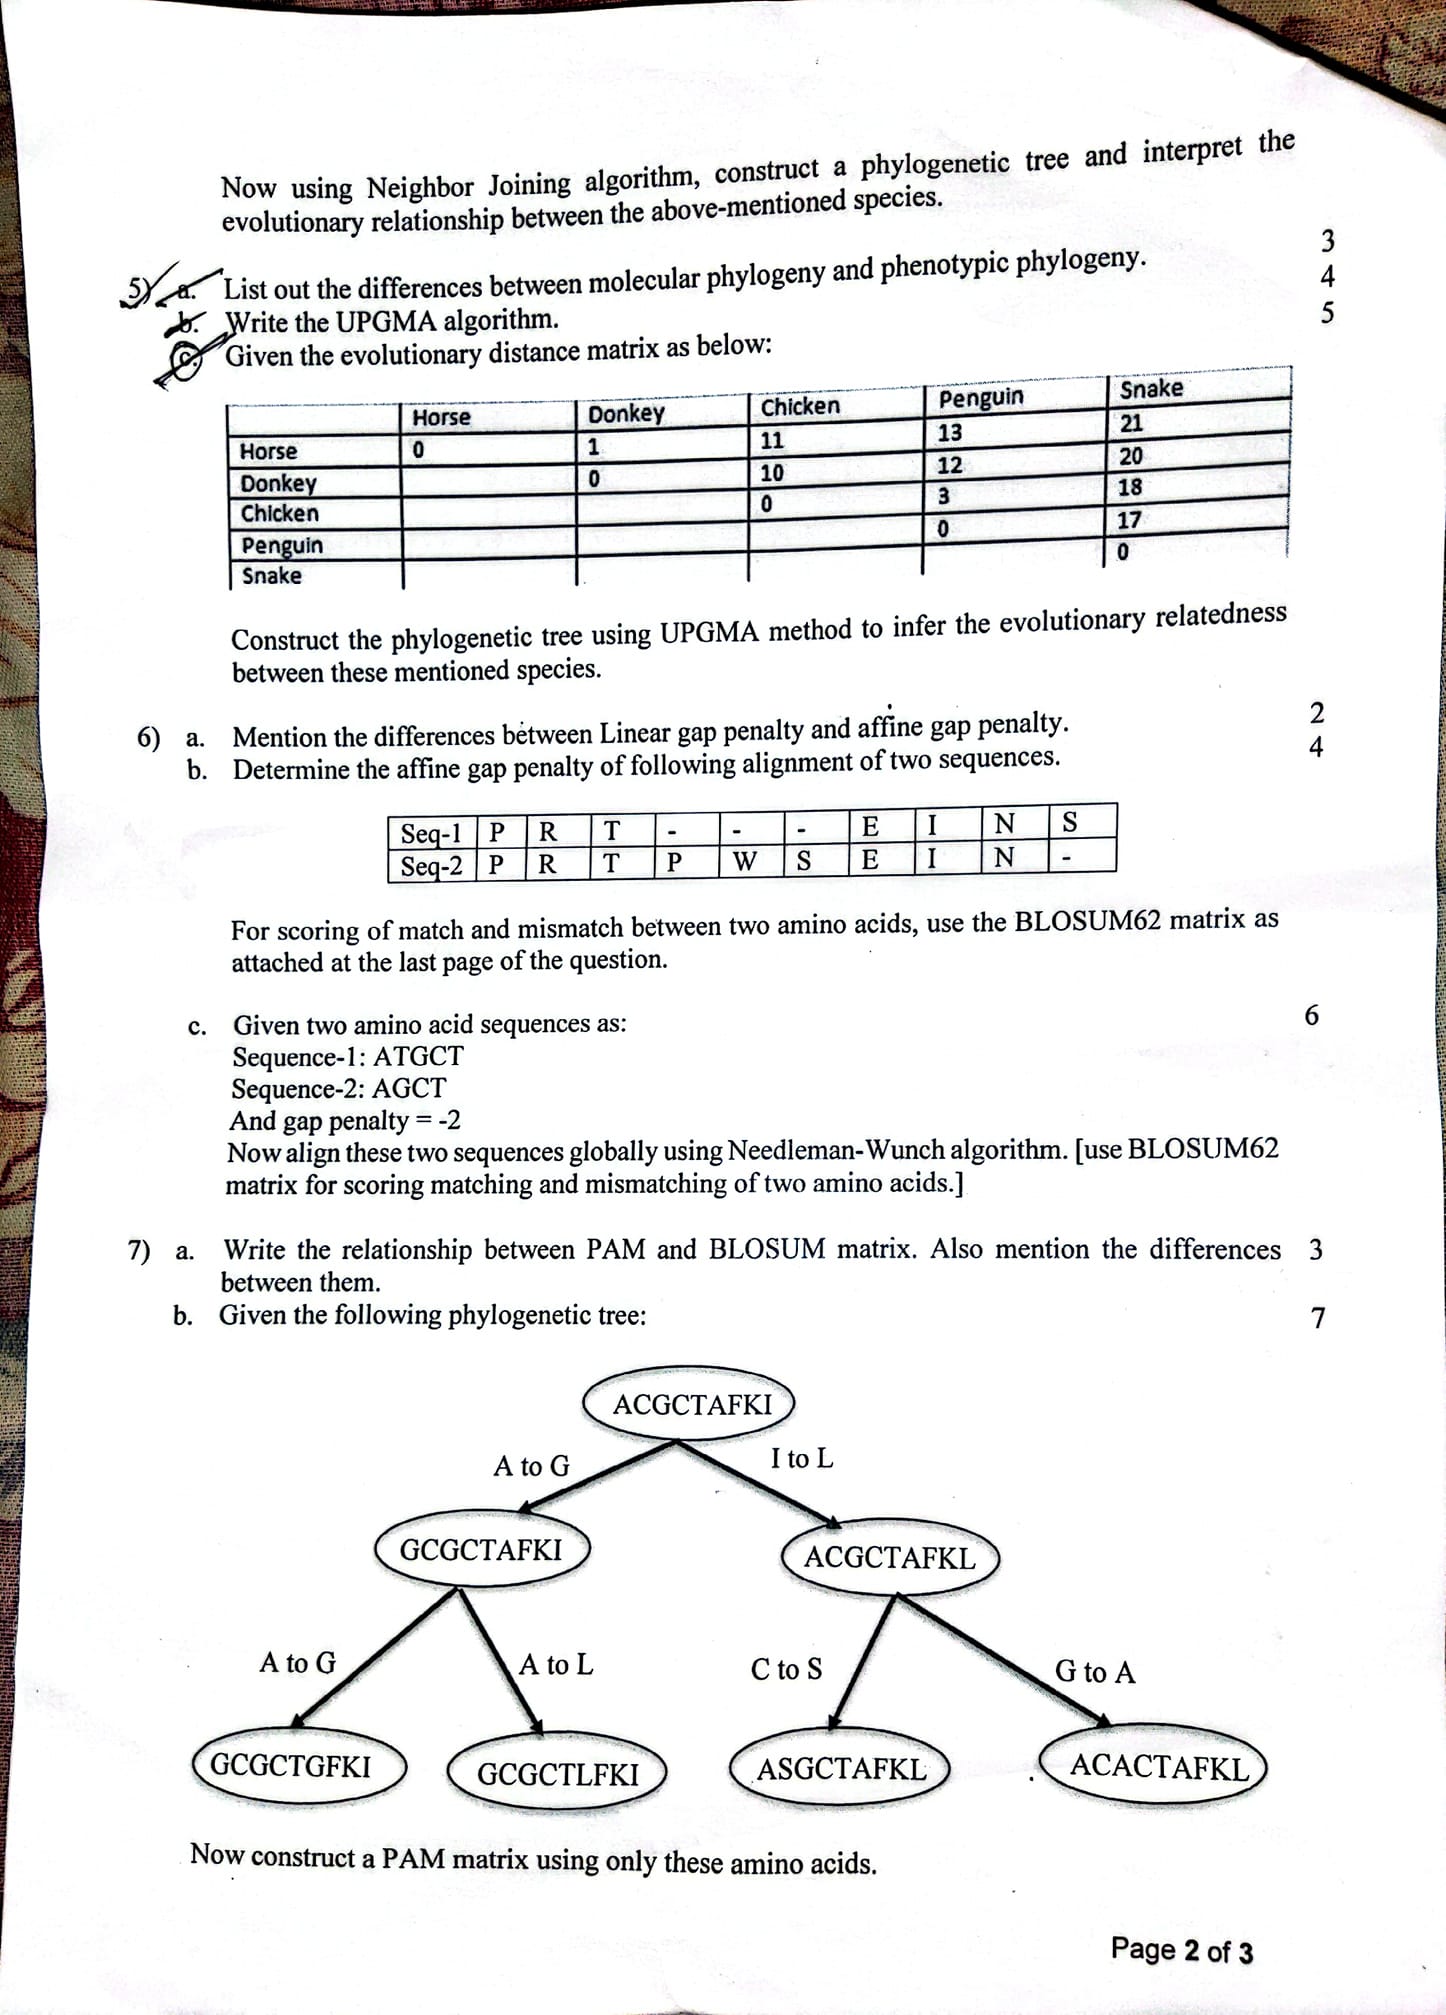 Now using Neighbor Joining algorithm, construct a phylogenetic tree and interpret the
evolutionary relationship between the above-mentioned species.
5) a. List out the differences between molecular phylogeny and phenotypic phylogeny. 3
b. Write the UPGMA algorithm. 4
c. Given the evolutionary distance matrix as below: 5
Horse Donkey Chicken Penguin Snake
Horse 0 1 11 13 21
Donkey 0 10 12 20
Chicken 0 3 18
Penguin 0 17
Snake 0
Construct the phylogenetic tree using UPGMA method to infer the evolutionary relatedness
between these mentioned species.
6) a. Mention the differences between Linear gap penalty and affine gap penalty. 2
b. Determine the affine gap penalty of following alignment of two sequences. 4
Seq-1 P R T - - - E I N S
Seq-2 P R T P W S E I N -
For scoring of match and mismatch between two amino acids, use the BLOSUM62 matrix as
attached at the last page of the question.
c. Given two amino acid sequences as: 6
Sequence-1: ATGCT
Sequence-2: AGCT
And gap penalty = -2
Now align these two sequences globally using Needleman-Wunch algorithm. [use BLOSUM62
matrix for scoring matching and mismatching of two amino acids.]
7) a. Write the relationship between PAM and BLOSUM matrix. Also mention the differences 3
between them.
b. Given the following phylogenetic tree: 7
ACGCTAFKI
A to G I to L
GCGCTAFKI ACGCTAFKL
A to G A to L C to S G to A
GCGCTGFKI GCGCTLFKI ASGCTAFKL ACACTAFKL
Now construct a PAM matrix using only these amino acids.
Page 2 of 3